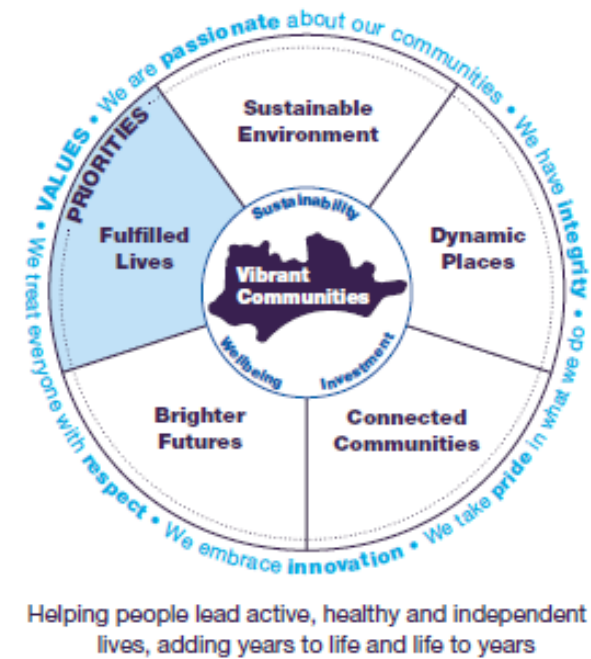 VALUES • We are passionate about our communities • We have integrity • We take pride in what we do • We embrace innovation • We treat everyone with respect •
PRIORITIES
Sustainable
Environment
Fulfilled
Lives
Dynamic
Places
Sustainability
Vibrant
Communities
Wellbeing
Investment
Brighter
Futures
Connected
Communities
Helping people lead active, healthy and independent
lives, adding years to life and life to years